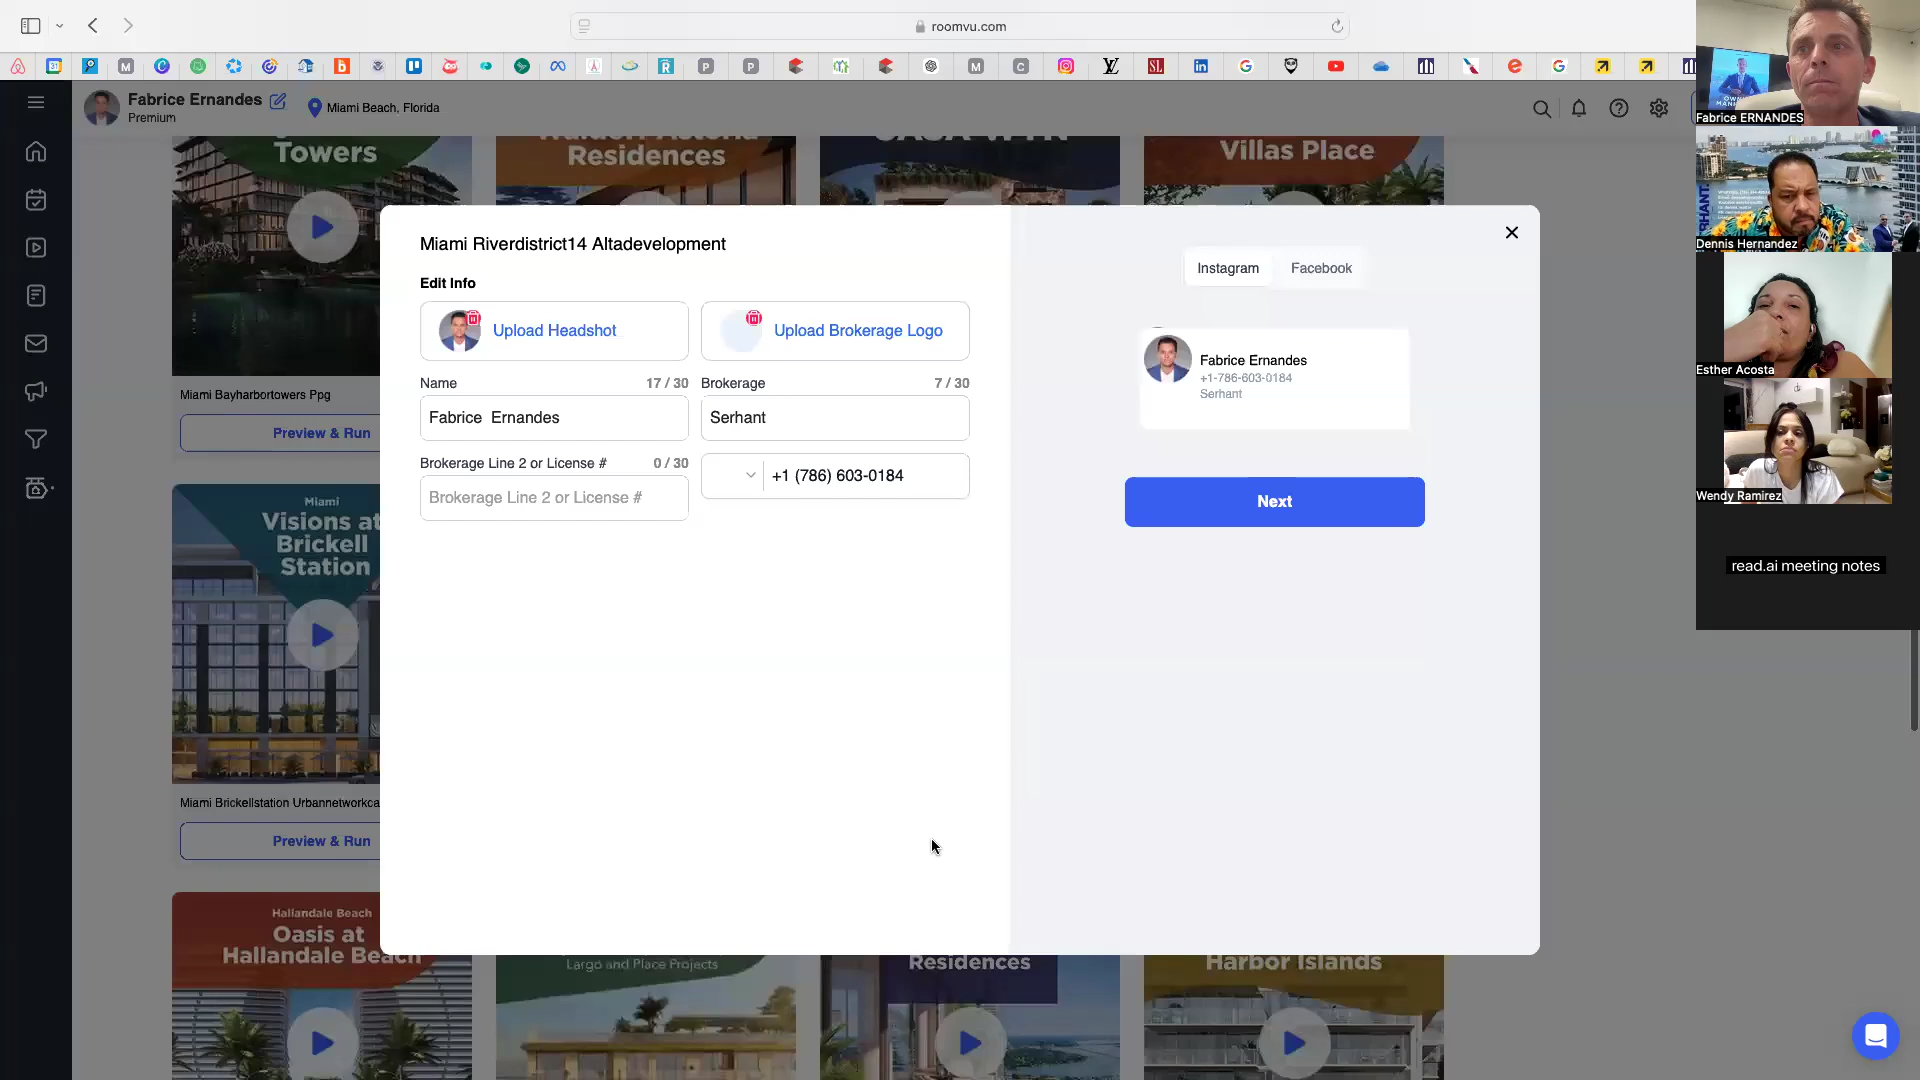 roomvu.com
Fabrice Ernandes
Premium
Miami Beach, Florida
Towers
Residences
Villas Place
Miami Riverdistrict14 Altadevelopment
Edit Info
Upload Headshot
Upload Brokerage Logo
Name
17 / 30
Brokerage
7 / 30
Fabrice Ernandes
Serhant
Brokerage Line 2 or License #
0 / 30
+1 (786) 603-0184
Brokerage Line 2 or License #
Instagram
Facebook
Fabrice Ernandes
+1-786-603-0184
Serhant
Next
Miami Bayharbortowers Ppg
Preview & Run
Miami
Visions at
Brickell
Station
Miami Brickellstation Urbannetworkca
Preview & Run
Hallandale Beach
Oasis at
Hallandale Beach
Largo and Place Projects
Residences
Harbor Islands
Fabrice ERNANDES
Dennis Hernandez
Esther Acosta
Wendy Ramirez
read.ai meeting notes